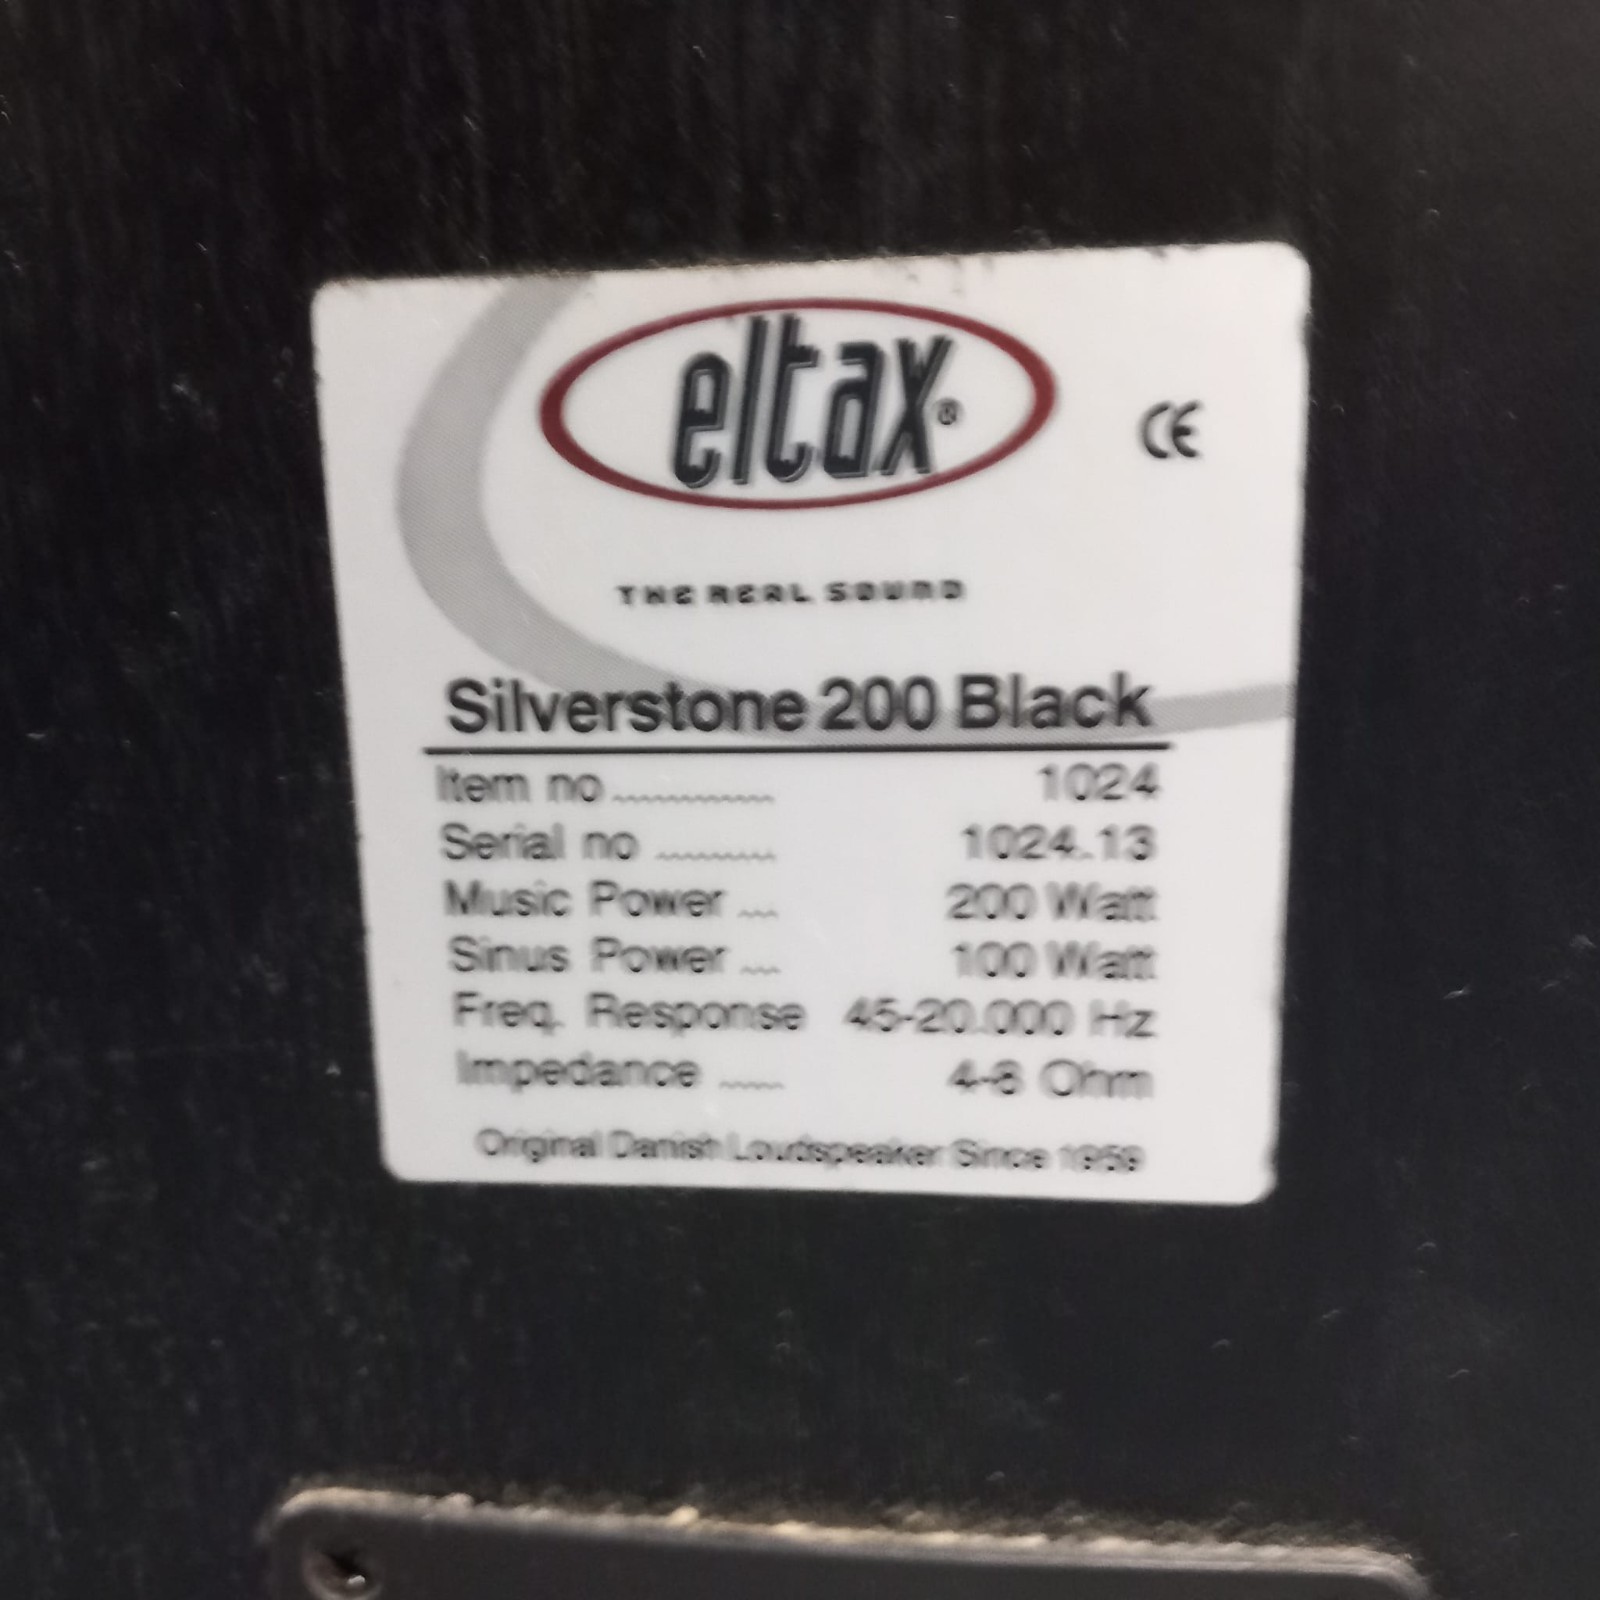 eltax®
CE
THE REAL SOUND
Silverstone 200 Black
Item no ............ 1024
Serial no ......... 1024.13
Music Power ... 200 Watt
Sinus Power ... 100 Watt
Freq. Response 45-20.000 Hz
Impedance ..... 4-8 Ohm
Original Danish Loudspeaker Since 1959